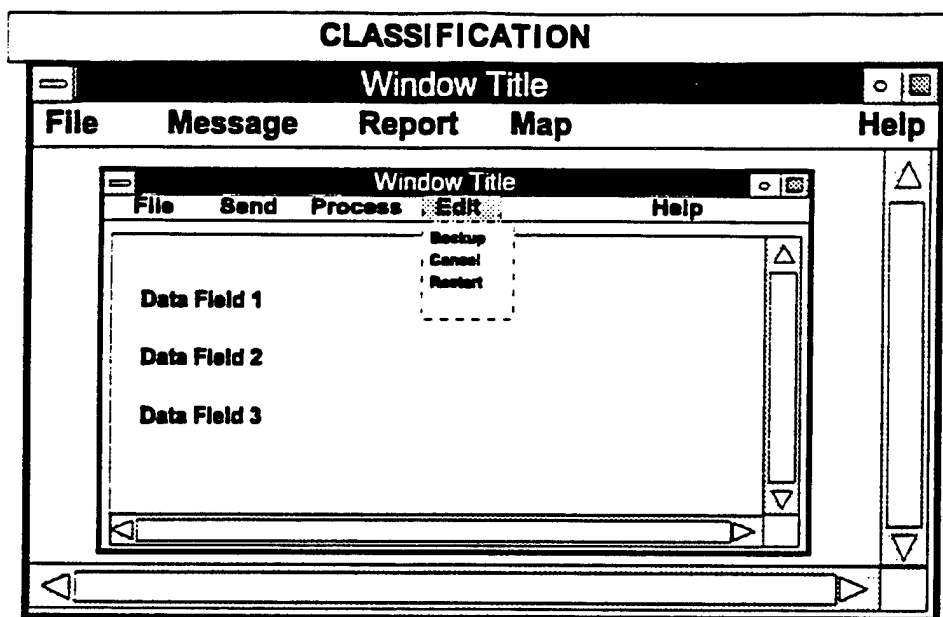 CLASSIFICATION
Window Title
File Message Report Map Help
Window Title
File Send Process Edit Help
Backup
Cancel
Restart
Data Field 1
Data Field 2
Data Field 3